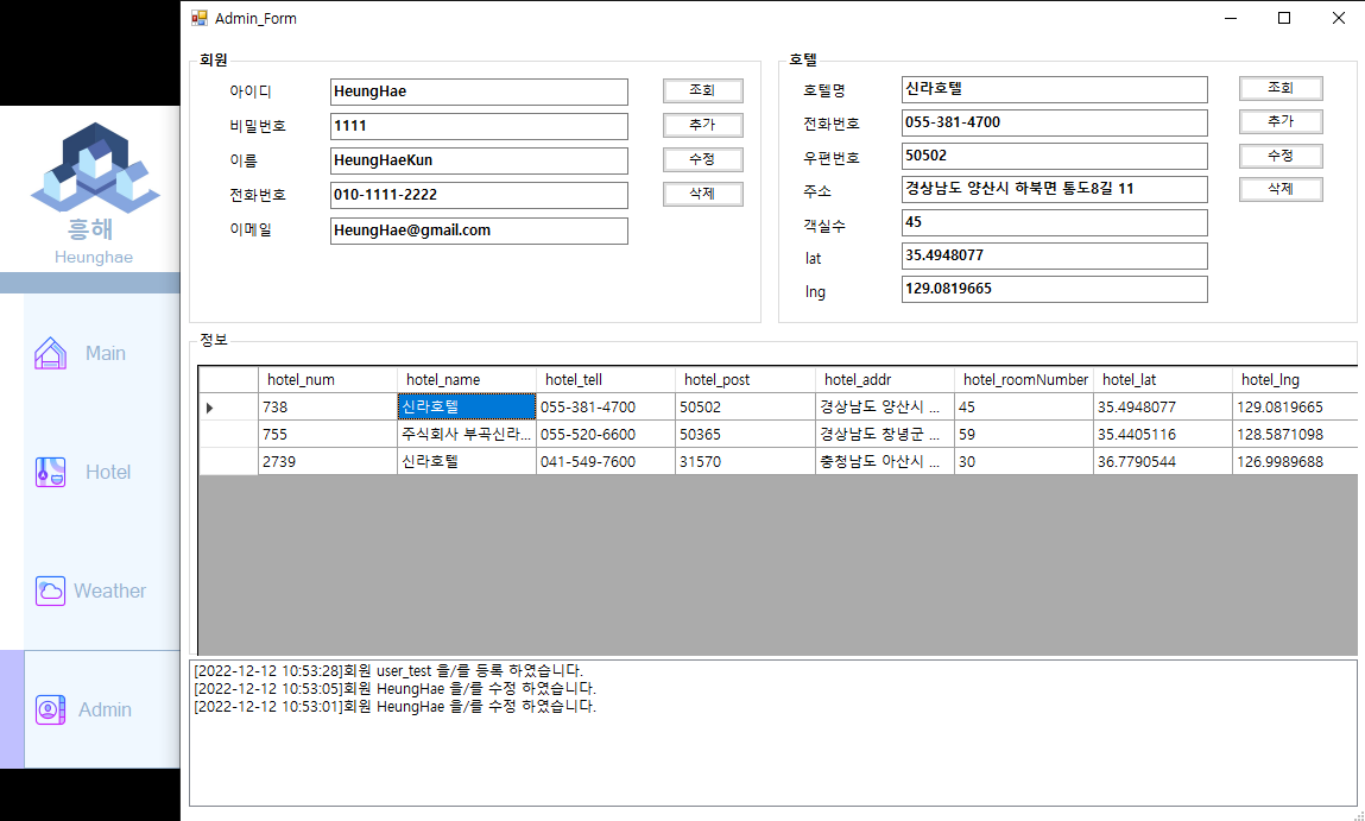 Admin_Form
흥해
Heunghae
Main
Hotel
Weather
Admin
회원
아이디 HeungHae 조회
비밀번호 1111 추가
이름 HeungHaeKun 수정
전화번호 010-1111-2222 삭제
이메일 HeungHae@gmail.com
호텔
호텔명 신라호텔 조회
전화번호 055-381-4700 추가
우편번호 50502 수정
주소 경상남도 양산시 하북면 통도8길 11 삭제
객실수 45
lat 35.4948077
lng 129.0819665
정보
hotel_num hotel_name hotel_tell hotel_post hotel_addr hotel_roomNumber hotel_lat hotel_lng
738 신라호텔 055-381-4700 50502 경상남도 양산시 ... 45 35.4948077 129.0819665
755 주식회사 부곡신라... 055-520-6600 50365 경상남도 창녕군 ... 59 35.4405116 128.5871098
2739 신라호텔 041-549-7600 31570 충청남도 아산시 ... 30 36.7790544 126.9989688
[2022-12-12 10:53:28]회원 user_test 을/를 등록 하였습니다.
[2022-12-12 10:53:05]회원 HeungHae 을/를 수정 하였습니다.
[2022-12-12 10:53:01]회원 HeungHae 을/를 수정 하였습니다.